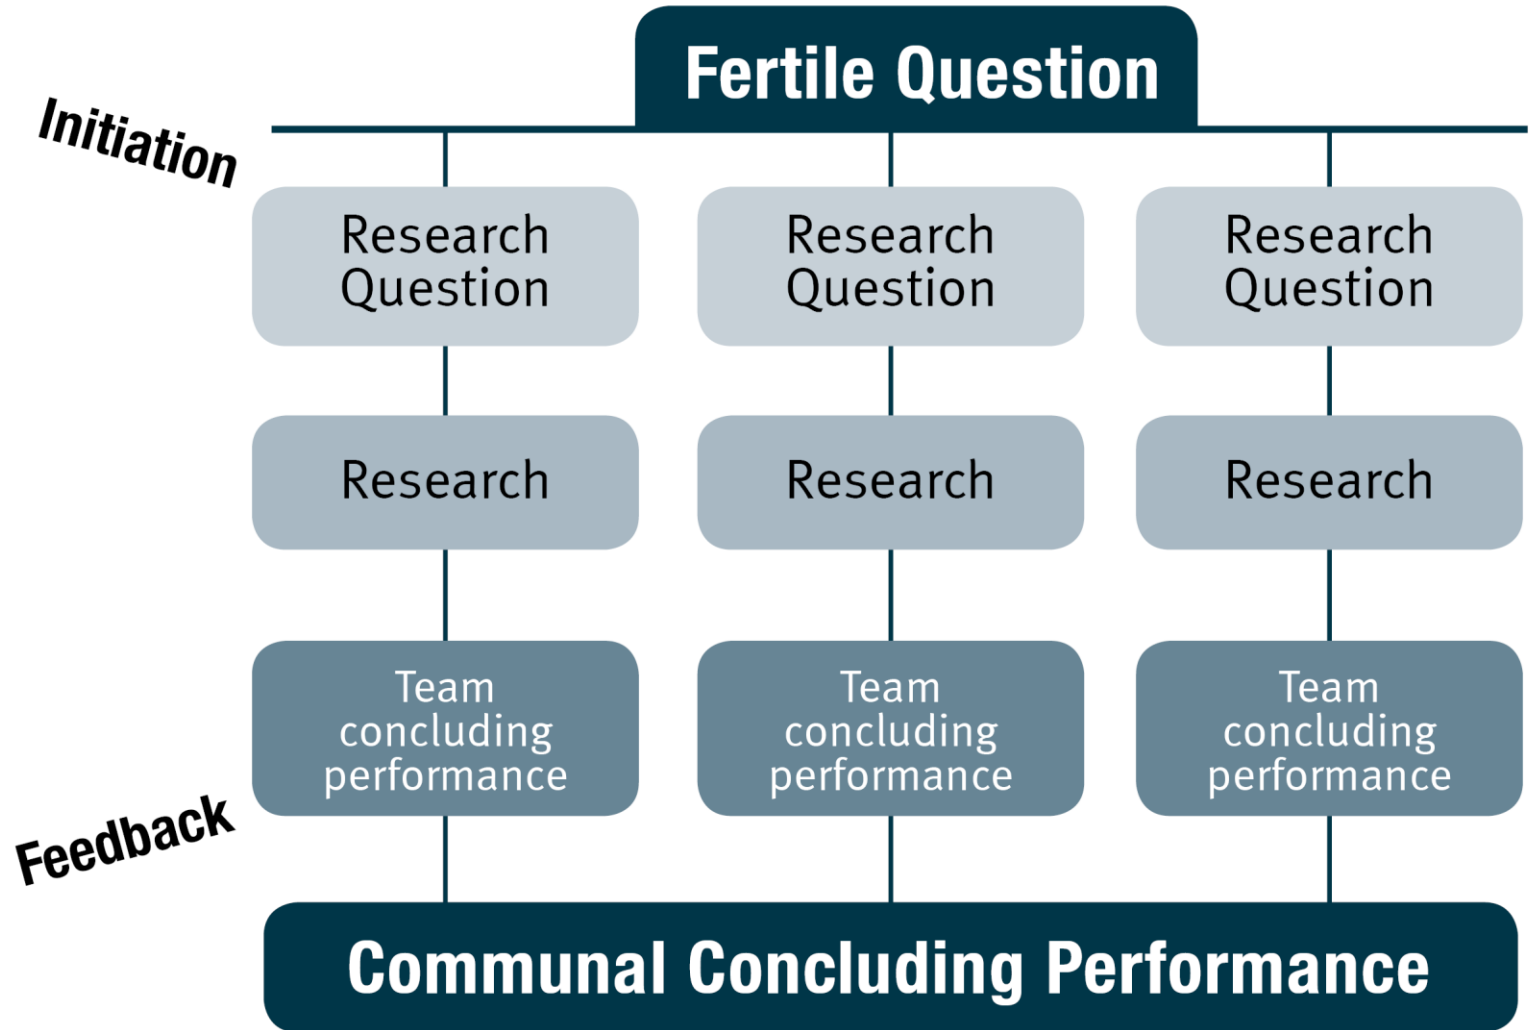 Fertile Question
Initiation
Research
Question
Research
Question
Research
Question
Research
Research
Research
Team
concluding
performance
Team
concluding
performance
Team
concluding
performance
Feedback
Communal Concluding Performance